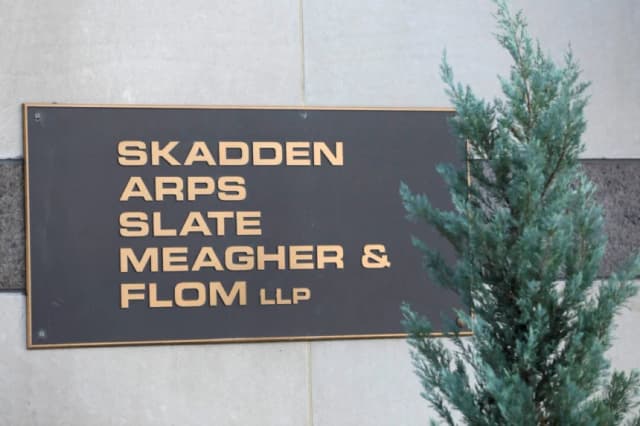 SKADDEN
ARPS
SLATE
MEAGHER &
FLOM LLP